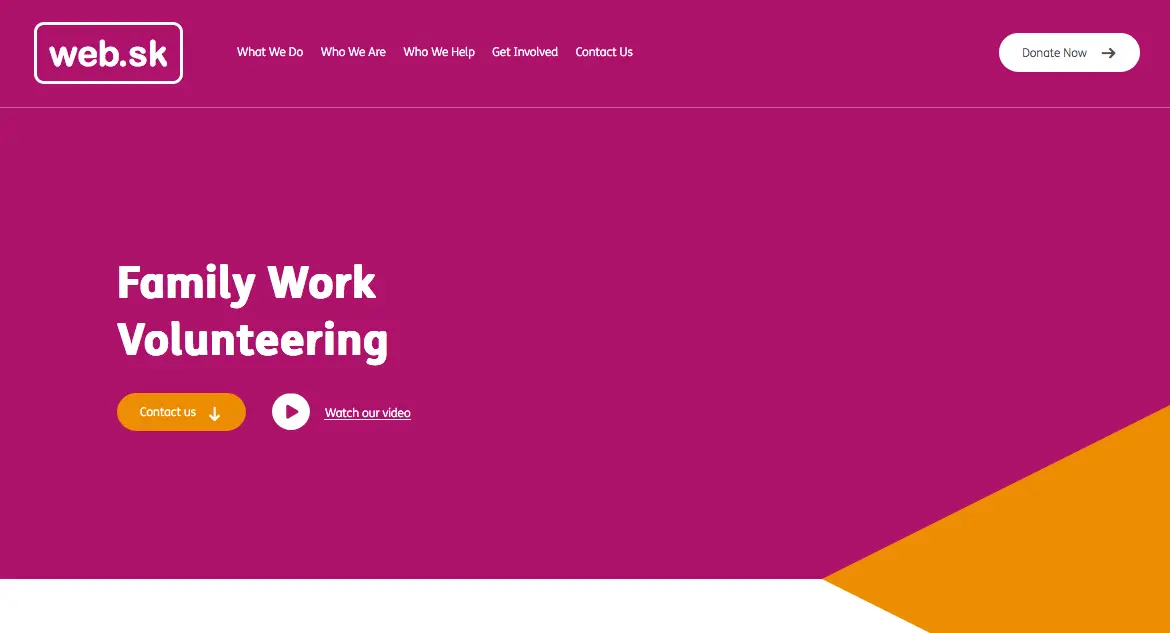 web.sk
What We Do Who We Are Who We Help Get Involved Contact Us
Donate Now
Family Work
Volunteering
Contact us
Watch our video